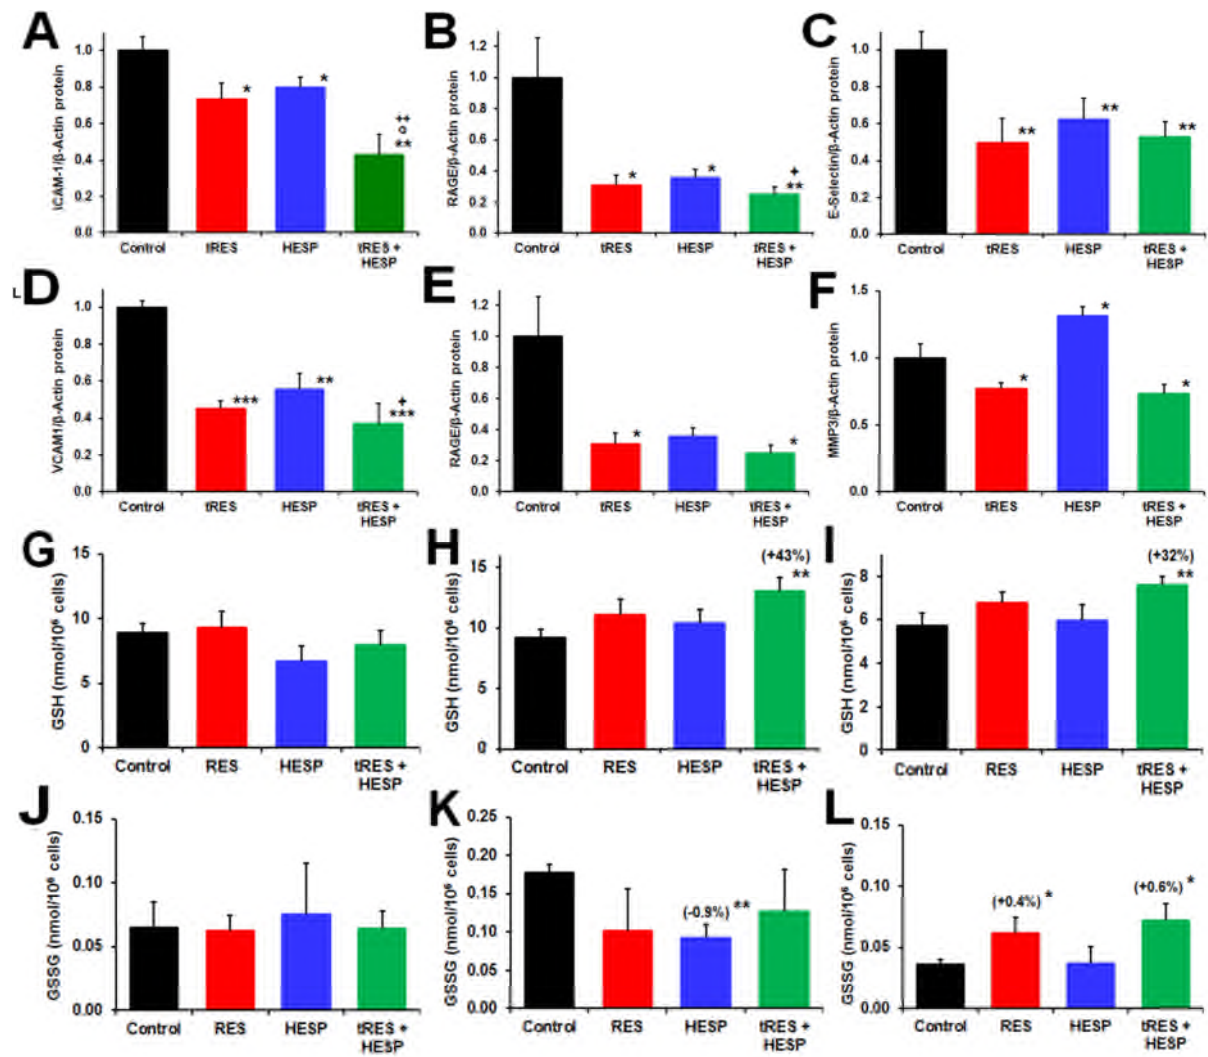 A
ICAM-1/β-Actin protein
1.0
0.8
0.6
0.4
0.2
0.0
*
*
++
o
**
Control
tRES
HESP
tRES +
HESP
B
RAGE/β-Actin protein
1.2
1.0
0.8
0.6
0.4
0.2
0.0
*
*
+
**
Control
tRES
HESP
tRES +
HESP
C
E-Selectin/β-Actin protein
1.0
0.8
0.6
0.4
0.2
0.0
**
**
**
Control
tRES
HESP
tRES +
HESP
L
D
VCAM1/β-Actin protein
1.0
0.8
0.6
0.4
0.2
0.0
***
**
+
***
Control
tRES
HESP
tRES +
HESP
E
RAGE/β-Actin protein
1.2
1.0
0.8
0.6
0.4
0.2
0.0
*
*
Control
tRES
HESP
tRES +
HESP
F
MMP3/β-Actin protein
1.5
1.0
0.5
0.0
*
*
*
Control
tRES
HESP
tRES +
HESP
G
GSH (nmol/10⁶ cells)
15
10
5
0
Control
RES
HESP
tRES +
HESP
H
GSH (nmol/10⁶ cells)
15
10
5
0
(+43%)
**
Control
RES
HESP
tRES +
HESP
I
GSH (nmol/10⁶ cells)
8
6
4
2
0
(+32%)
**
Control
RES
HESP
tRES +
HESP
J
GSSG (nmol/10⁶ cells)
0.15
0.10
0.05
0.00
Control
RES
HESP
tRES +
HESP
K
GSSG (nmol/10⁶ cells)
0.25
0.20
0.15
0.10
0.05
0.00
(-0.9%) **
Control
RES
HESP
tRES +
HESP
L
GSSG (nmol/10⁶ cells)
0.15
0.10
0.05
0.00
(+0.4%) *
(+0.6%) *
Control
RES
HESP
tRES +
HESP